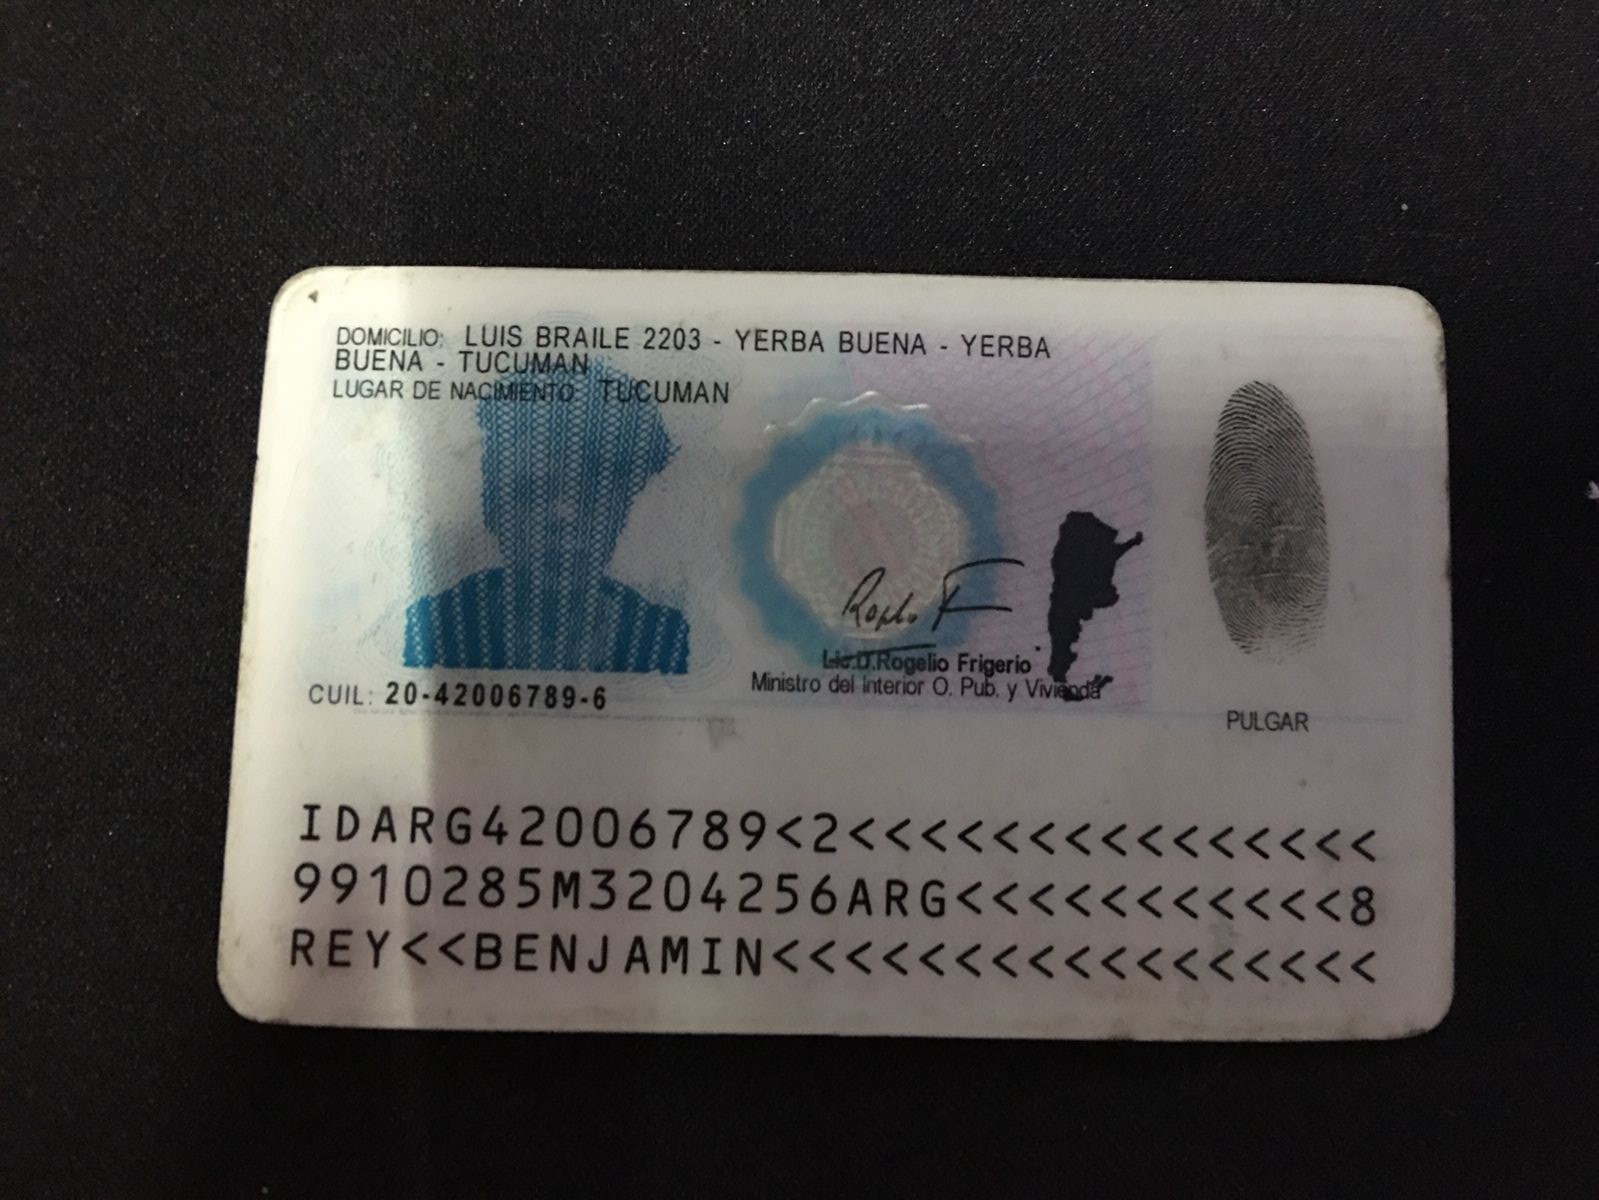 DOMICILIO: LUIS BRAILE 2203 - YERBA BUENA - YERBA
BUENA - TUCUMAN
LUGAR DE NACIMIENTO: TUCUMAN
Lic.D.Rogelio Frigerio
Ministro del Interior O. Pub. y Vivienda
CUIL: 20-42006789-6
PULGAR
IDARG42006789<2<<<<<<<<<<<<<<<
9910285M3204256ARG<<<<<<<<<<<8
REY<<BENJAMIN<<<<<<<<<<<<<<<<<